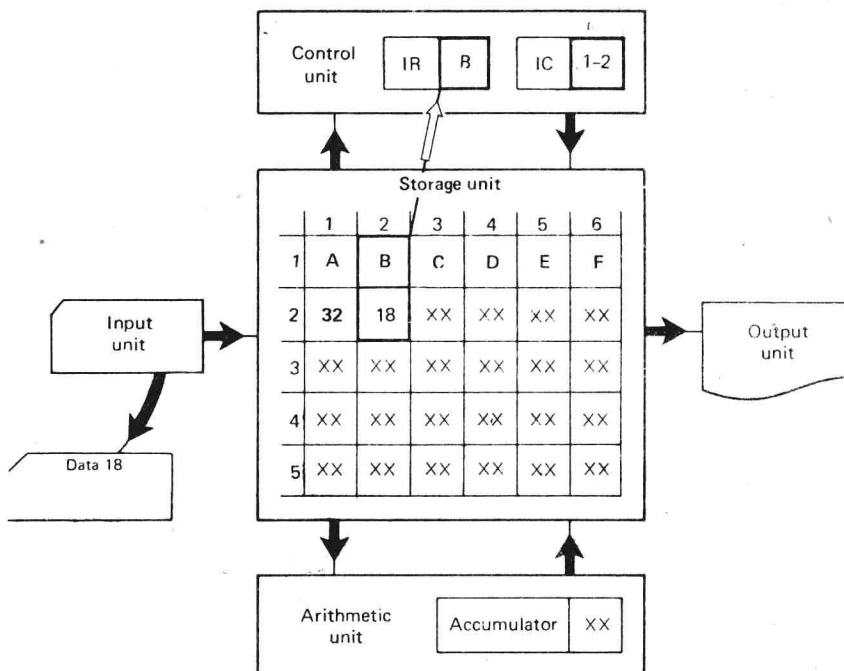 Control
unit
IR B
IC 1-2
Storage unit
1 2 3 4 5 6
1 A B C D E F
2 32 18 XX XX XX XX
3 XX XX XX XX XX XX
4 XX XX XX XX XX XX
5 XX XX XX XX XX XX
Input
unit
Output
unit
Data 18
Arithmetic
unit
Accumulator XX